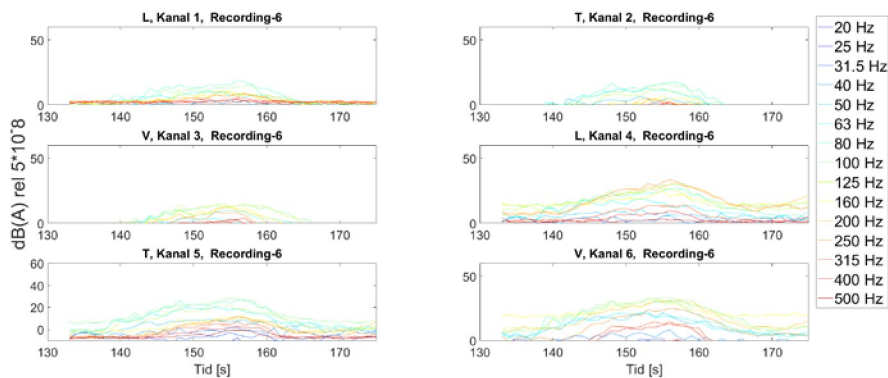 L, Kanal 1, Recording-6
50
0
130 140 150 160 170
T, Kanal 2, Recording-6
50
0
130 140 150 160 170
V, Kanal 3, Recording-6
50
0
130 140 150 160 170
L, Kanal 4, Recording-6
50
0
130 140 150 160 170
T, Kanal 5, Recording-6
60
40
20
0
130 140 150 160 170
Tid [s]
V, Kanal 6, Recording-6
50
0
130 140 150 160 170
Tid [s]
dB(A) rel 5*10^-8
20 Hz
25 Hz
31.5 Hz
40 Hz
50 Hz
63 Hz
80 Hz
100 Hz
125 Hz
160 Hz
200 Hz
250 Hz
315 Hz
400 Hz
500 Hz